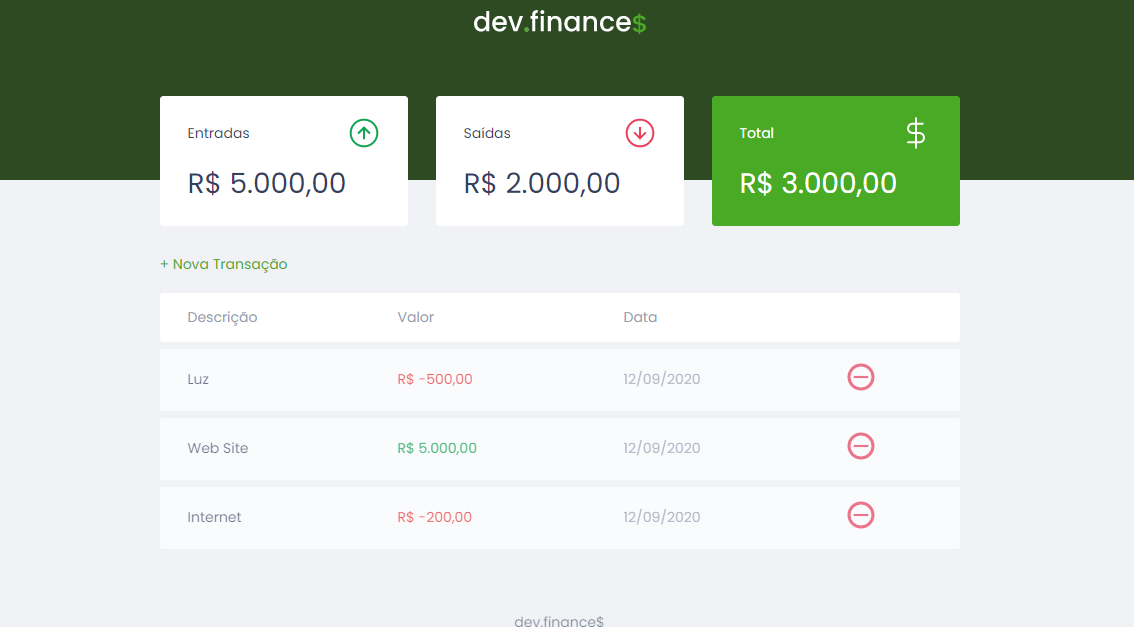 dev.finance$
Entradas
R$ 5.000,00
Saídas
R$ 2.000,00
Total
$
R$ 3.000,00
+ Nova Transação
Descrição Valor Data
Luz R$ -500,00 12/09/2020
Web Site R$ 5.000,00 12/09/2020
Internet R$ -200,00 12/09/2020
dev.finance$